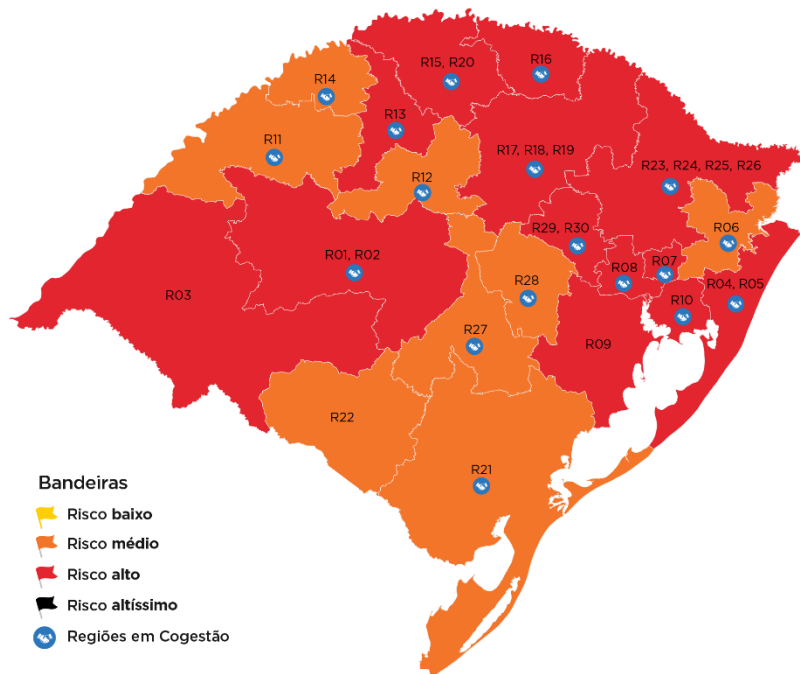 R15, R20
R16
R14
R13
R11
R17, R18, R19
R23, R24, R25, R26
R12
R29, R30
R06
R01, R02
R08
R07
R28
R04, R05
R03
R10
R27
R09
R22
R21
Bandeiras
Risco baixo
Risco médio
Risco alto
Risco altíssimo
Regiões em Cogestão